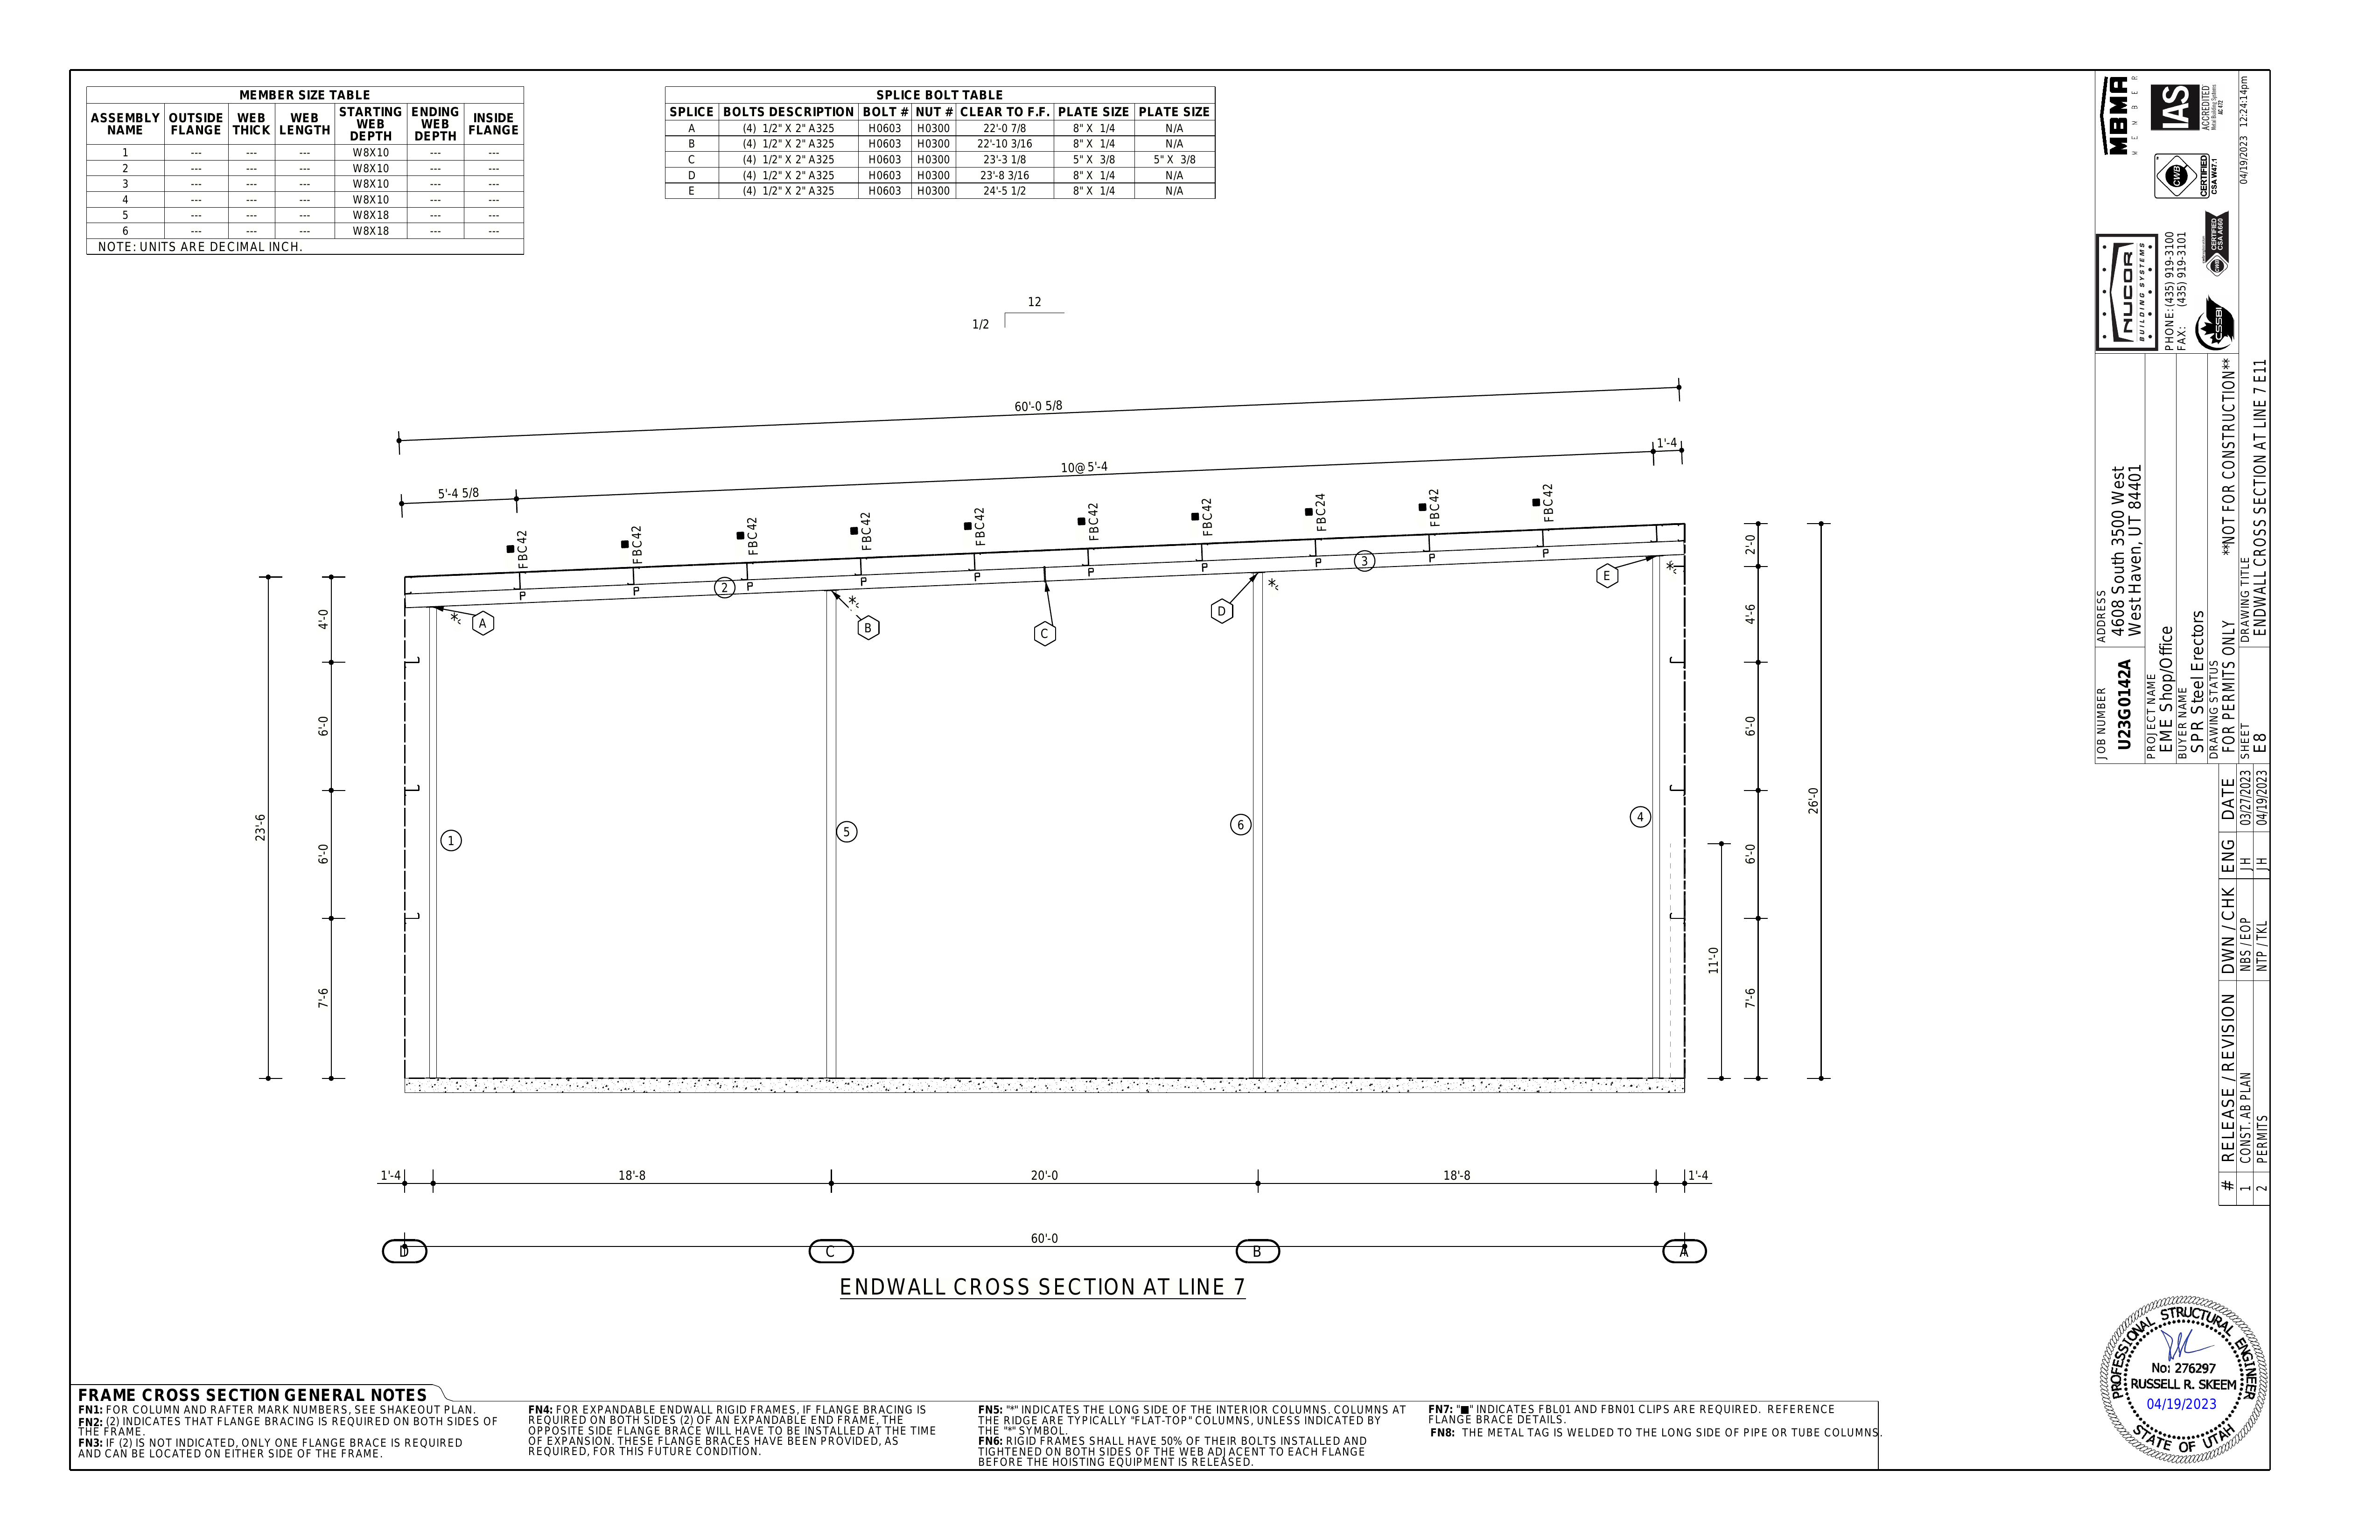 MEMBER SIZE TABLE
ASSEMBLY NAME OUTSIDE FLANGE WEB THICK WEB LENGTH STARTING WEB DEPTH ENDING WEB DEPTH INSIDE FLANGE
1 --- --- --- W8X10 --- ---
2 --- --- --- W8X10 --- ---
3 --- --- --- W8X10 --- ---
4 --- --- --- W8X10 --- ---
5 --- --- --- W8X18 --- ---
6 --- --- --- W8X18 --- ---
NOTE: UNITS ARE DECIMAL INCH.
SPLICE BOLT TABLE
SPLICE BOLTS DESCRIPTION BOLT # NUT # CLEAR TO F.F. PLATE SIZE PLATE SIZE
A (4) 1/2" X 2" A325 H0603 H0300 22'-0 7/8 8" X 1/4 N/A
B (4) 1/2" X 2" A325 H0603 H0300 22'-10 3/16 8" X 1/4 N/A
C (4) 1/2" X 2" A325 H0603 H0300 23'-3 1/8 5" X 3/8 5" X 3/8
D (4) 1/2" X 2" A325 H0603 H0300 23'-8 3/16 8" X 1/4 N/A
E (4) 1/2" X 2" A325 H0603 H0300 24'-5 1/2 8" X 1/4 N/A
12
1/2
60'-0 5/8
1'-4
10@5'-4
5'-4 5/8
■ FBC42
■ FBC42
■ FBC42
■ FBC42
■ FBC42
■ FBC42
■ FBC42
■ FBC24
■ FBC42
■ FBC42
P P P P P P P P P P
2
3
A
B
C
D
E
1
5
6
4
23'-6
4'-0
6'-0
6'-0
7'-6
2'-0
4'-6
6'-0
6'-0
7'-6
11'-0
26'-0
1'-4 18'-8 20'-0 18'-8 1'-4
60'-0
D C B A
ENDWALL CROSS SECTION AT LINE 7
FRAME CROSS SECTION GENERAL NOTES
FN1: FOR COLUMN AND RAFTER MARK NUMBERS, SEE SHAKEOUT PLAN.
FN2: (2) INDICATES THAT FLANGE BRACING IS REQUIRED ON BOTH SIDES OF
THE FRAME.
FN3: IF (2) IS NOT INDICATED, ONLY ONE FLANGE BRACE IS REQUIRED
AND CAN BE LOCATED ON EITHER SIDE OF THE FRAME.
FN4: FOR EXPANDABLE ENDWALL RIGID FRAMES, IF FLANGE BRACING IS
REQUIRED ON BOTH SIDES (2) OF AN EXPANDABLE END FRAME, THE
OPPOSITE SIDE FLANGE BRACE WILL HAVE TO BE INSTALLED AT THE TIME
OF EXPANSION. THESE FLANGE BRACES HAVE BEEN PROVIDED, AS
REQUIRED, FOR THIS FUTURE CONDITION.
FN5: "*" INDICATES THE LONG SIDE OF THE INTERIOR COLUMNS. COLUMNS AT
THE RIDGE ARE TYPICALLY "FLAT-TOP" COLUMNS, UNLESS INDICATED BY
THE "*" SYMBOL.
FN6: RIGID FRAMES SHALL HAVE 50% OF THEIR BOLTS INSTALLED AND
TIGHTENED ON BOTH SIDES OF THE WEB ADJACENT TO EACH FLANGE
BEFORE THE HOISTING EQUIPMENT IS RELEASED.
FN7: "■" INDICATES FBL01 AND FBN01 CLIPS ARE REQUIRED. REFERENCE
FLANGE BRACE DETAILS.
FN8: THE METAL TAG IS WELDED TO THE LONG SIDE OF PIPE OR TUBE COLUMNS.
MBMA
MEMBER
IAS
ACCREDITED
Metal Building Systems
AC 472
CWB
CERTIFIED
CSA W47.1
CWB
CERTIFIED
CSA A660
CSSBI
NUCOR
BUILDING SYSTEMS
PHONE: (435) 919-3100
FAX: (435) 919-3101
04/19/2023 12:24:14pm
ADDRESS
4608 South 3500 West
West Haven, UT 84401
JOB NUMBER
U23G0142A
PROJECT NAME
EME Shop/Office
BUYER NAME
SPR Steel Erectors
DRAWING STATUS
FOR PERMITS ONLY **NOT FOR CONSTRUCTION**
SHEET
E8
DRAWING TITLE
ENDWALL CROSS SECTION AT LINE 7 E11
# RELEASE / REVISION DWN / CHK ENG DATE
1 CONST. AB PLAN NBS / EOP JH 03/27/2023
2 PERMITS NTP / TKL JH 04/19/2023
PROFESSIONAL STRUCTURAL ENGINEER
No: 276297
RUSSELL R. SKEEM
04/19/2023
STATE OF UTAH